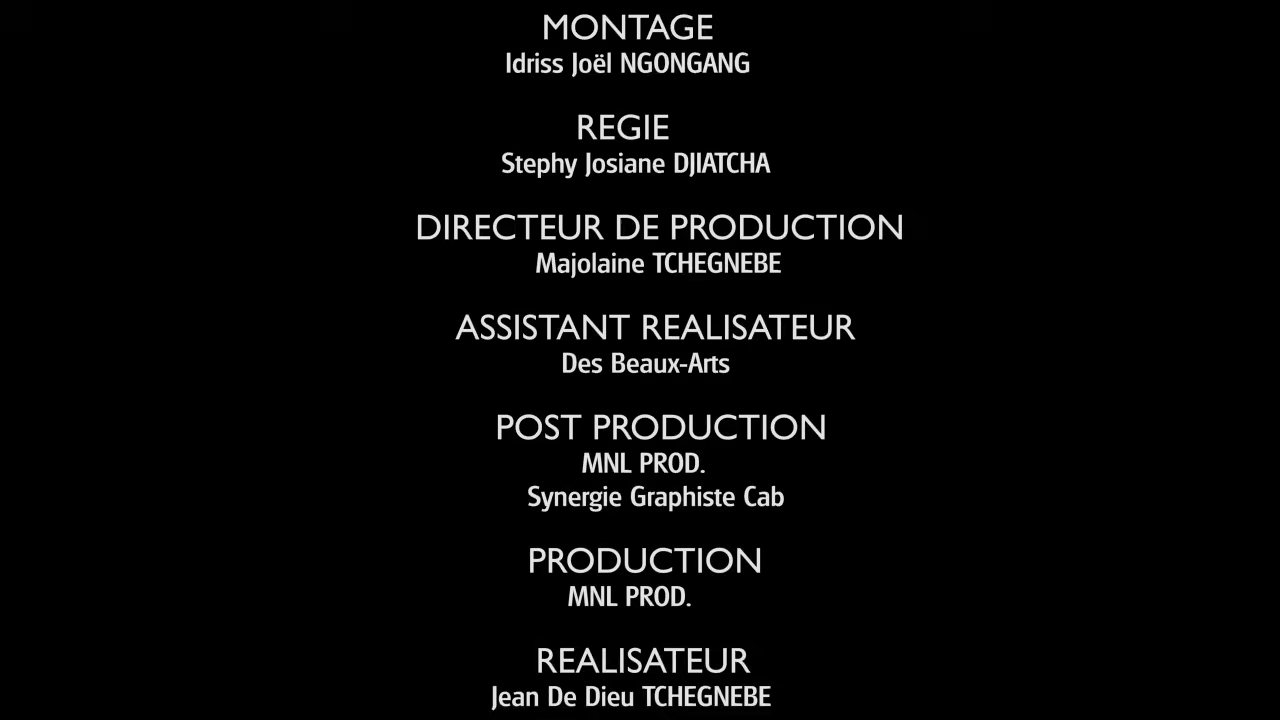 MONTAGE
Idriss Joël NGONGANG
REGIE
Stephy Josiane DJIATCHA
DIRECTEUR DE PRODUCTION
Majolaine TCHEGNEBE
ASSISTANT REALISATEUR
Des Beaux-Arts
POST PRODUCTION
MNL PROD.
Synergie Graphiste Cab
PRODUCTION
MNL PROD.
REALISATEUR
Jean De Dieu TCHEGNEBE